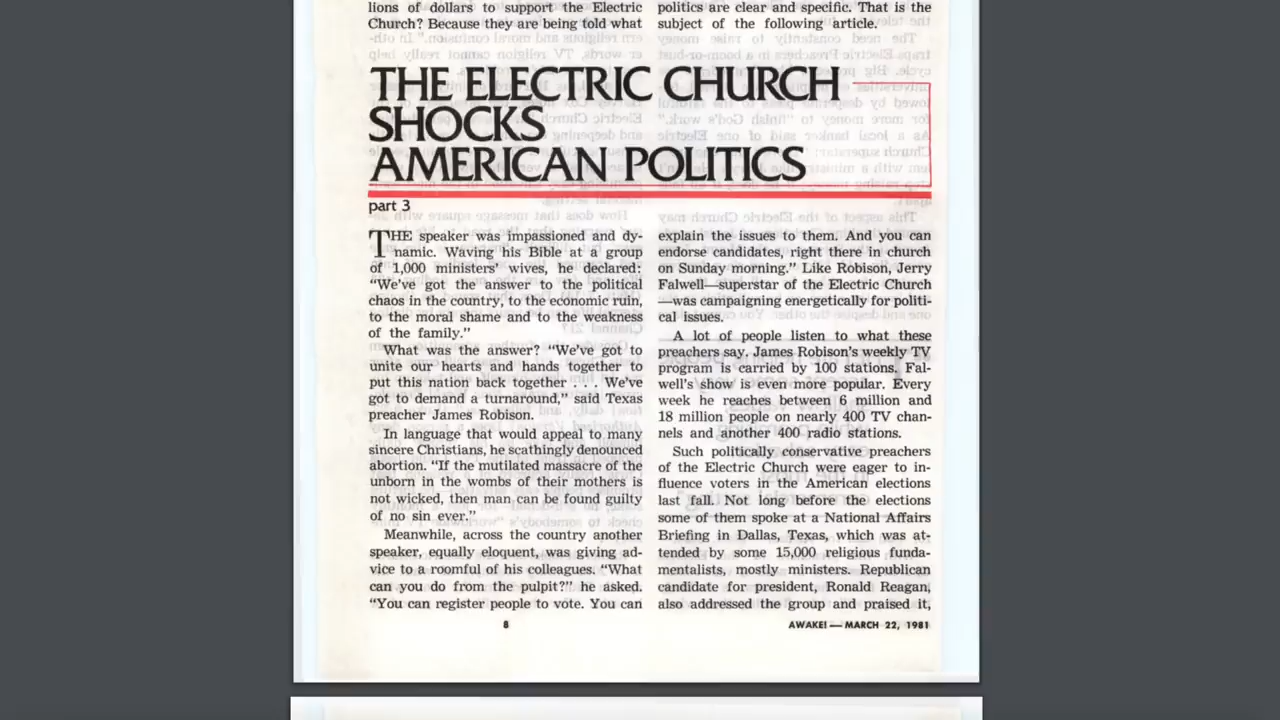 lions of dollars to support the Electric
Church? Because they are being told what
politics are clear and specific. That is the
subject of the following article.
THE ELECTRIC CHURCH
SHOCKS
AMERICAN POLITICS
part 3
THE speaker was impassioned and dy-
namic. Waving his Bible at a group
of 1,000 ministers' wives, he declared:
“We've got the answer to the political
chaos in the country, to the economic ruin,
to the moral shame and to the weakness
of the family.”
What was the answer? “We've got to
unite our hearts and hands together to
put this nation back together . . . We've
got to demand a turnaround,” said Texas
preacher James Robison.
In language that would appeal to many
sincere Christians, he scathingly denounced
abortion. “If the mutilated massacre of the
unborn in the wombs of their mothers is
not wicked, then man can be found guilty
of no sin ever.”
Meanwhile, across the country another
speaker, equally eloquent, was giving ad-
vice to a roomful of his colleagues. “What
can you do from the pulpit?” he asked.
“You can register people to vote. You can
explain the issues to them. And you can
endorse candidates, right there in church
on Sunday morning.” Like Robison, Jerry
Falwell—superstar of the Electric Church
—was campaigning energetically for politi-
cal issues.
A lot of people listen to what these
preachers say. James Robison's weekly TV
program is carried by 100 stations. Fal-
well's show is even more popular. Every
week he reaches between 6 million and
18 million people on nearly 400 TV chan-
nels and another 400 radio stations.
Such politically conservative preachers
of the Electric Church were eager to in-
fluence voters in the American elections
last fall. Not long before the elections
some of them spoke at a National Affairs
Briefing in Dallas, Texas, which was at-
tended by some 15,000 religious funda-
mentalists, mostly ministers. Republican
candidate for president, Ronald Reagan,
also addressed the group and praised it,
8
AWAKE!—MARCH 22, 1981